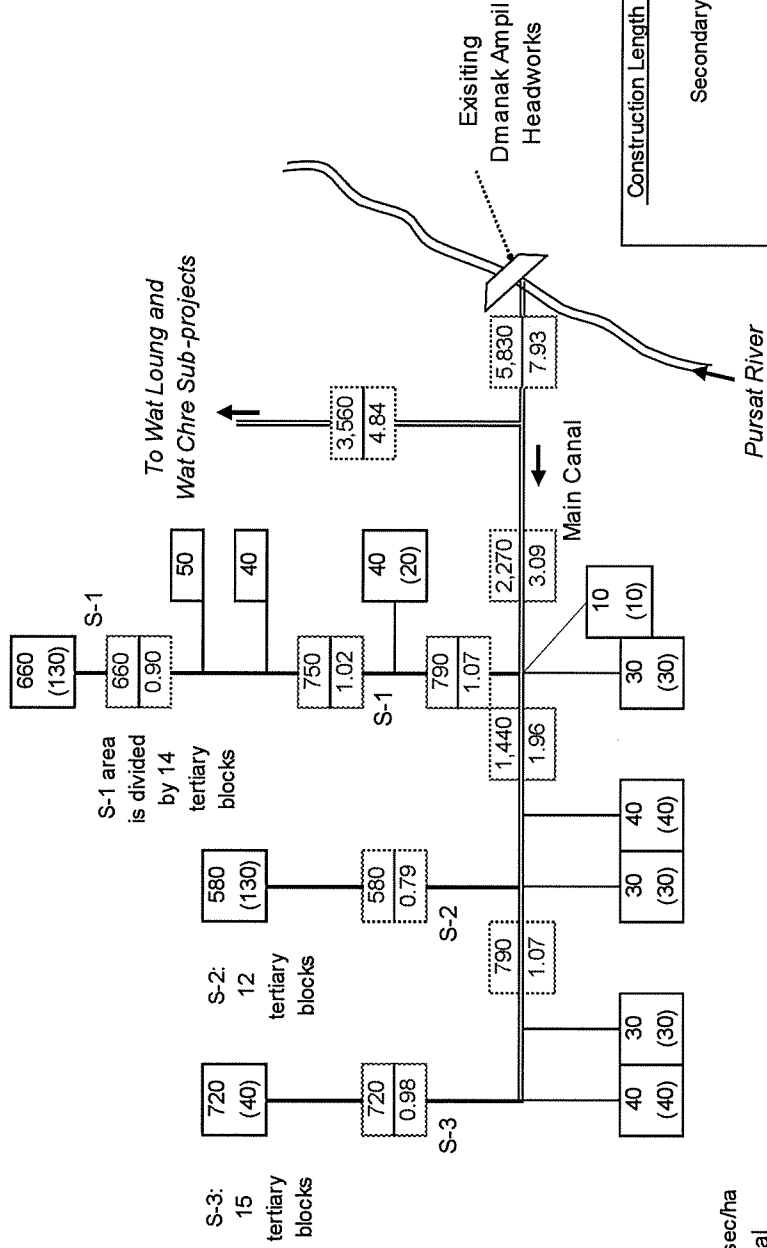 To Wat Loung and
Wat Chre Sub-projects
Exisiting
Dmanak Ampil
Headworks
Construction Length
Secondary
Pursat River
Main Canal
5,830
7.93
3,560
4.84
2,270
3.09
S-1
660
(130)
660
0.90
50
40
750
1.02
40
(20)
S-1
790
1.07
S-1 area
is divided
by 14
tertiary
blocks
10
(10)
30
(30)
1,440
1.96
40
(40)
30
(30)
S-2:
12
tertiary
blocks
580
(130)
580
0.79
S-2
790
1.07
S-3:
15
tertiary
blocks
720
(40)
720
0.98
S-3
30
(30)
40
(40)
sec/ha
al